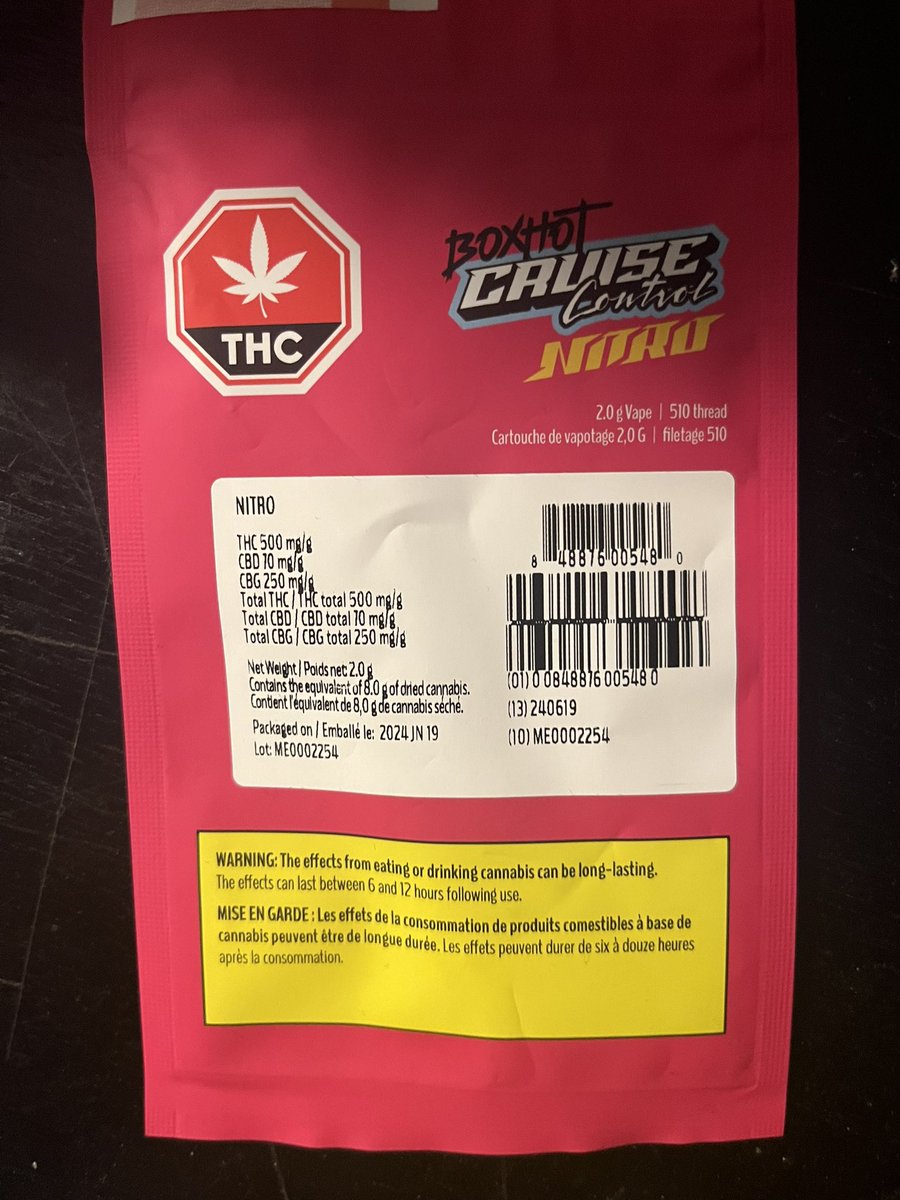 THC
BOXHOT
CRUISE
Control
NITRO
2.0 g Vape | 510 thread
Cartouche de vapotage 2,0 G | filetage 510
NITRO
THC 500 mg/g
CBD 10 mg/g
CBG 250 mg/g
Total THC / THC total 500 mg/g
Total CBD / CBD total 10 mg/g
Total CBG / CBG total 250 mg/g
Net Weight / Poids net: 2.0 g
Contains the equivalent of 8.0 g of dried cannabis.
Contient l'équivalent de 8,0 g de cannabis séché.
Packaged on / Emballé le: 2024 JN 19
Lot: ME0002254
8 48876 00548 0
(01) 0 0848876 00548 0
(13) 240619
(10) ME0002254
WARNING: The effects from eating or drinking cannabis can be long-lasting.
The effects can last between 6 and 12 hours following use.
MISE EN GARDE : Les effets de la consommation de produits comestibles à base de
cannabis peuvent être de longue durée. Les effets peuvent durer de six à douze heures
après la consommation.